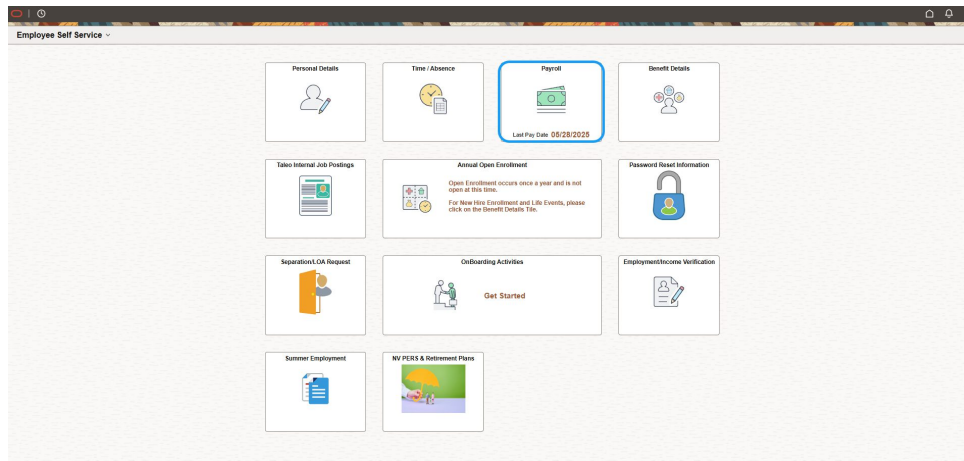 Employee Self Service
Personal Details
Time / Absence
Payroll
Last Pay Date 05/28/2025
Benefit Details
Taleo Internal Job Postings
Annual Open Enrollment
Open Enrollment occurs once a year and is not
open at this time.
For New Hire Enrollment and Life Events, please
click on the Benefit Details Tile.
Password Reset Information
Separation/LOA Request
OnBoarding Activities
Get Started
Employment/Income Verification
Summer Employment
NV PERS & Retirement Plans